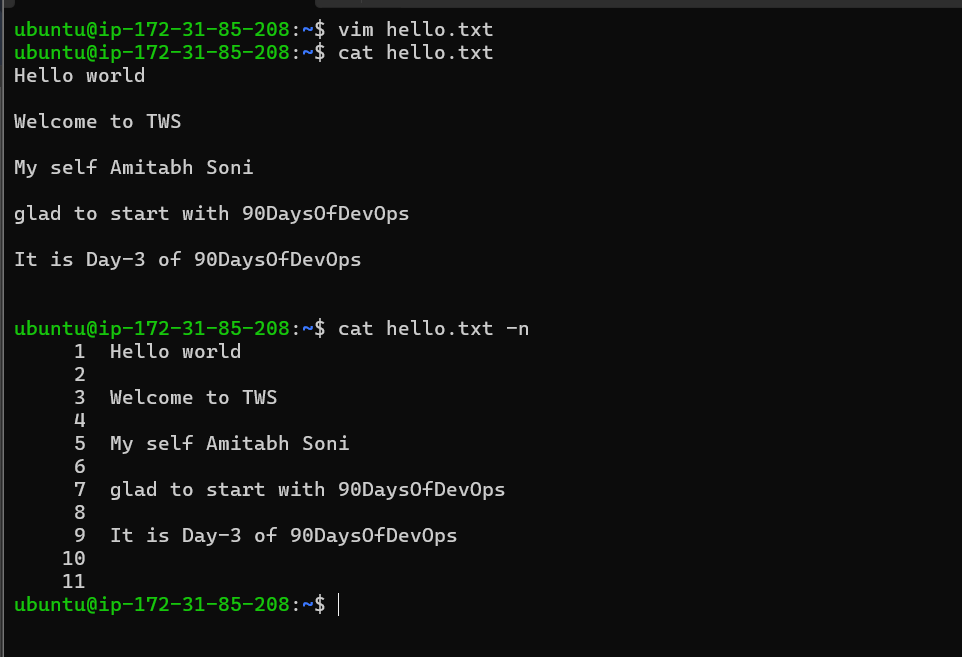 ubuntu@ip-172-31-85-208:~$ vim hello.txt
ubuntu@ip-172-31-85-208:~$ cat hello.txt
Hello world
Welcome to TWS
My self Amitabh Soni
glad to start with 90DaysOfDevOps
It is Day-3 of 90DaysOfDevOps
ubuntu@ip-172-31-85-208:~$ cat hello.txt -n
1 Hello world
2
3 Welcome to TWS
4
5 My self Amitabh Soni
6
7 glad to start with 90DaysOfDevOps
8
9 It is Day-3 of 90DaysOfDevOps
10
11
ubuntu@ip-172-31-85-208:~$